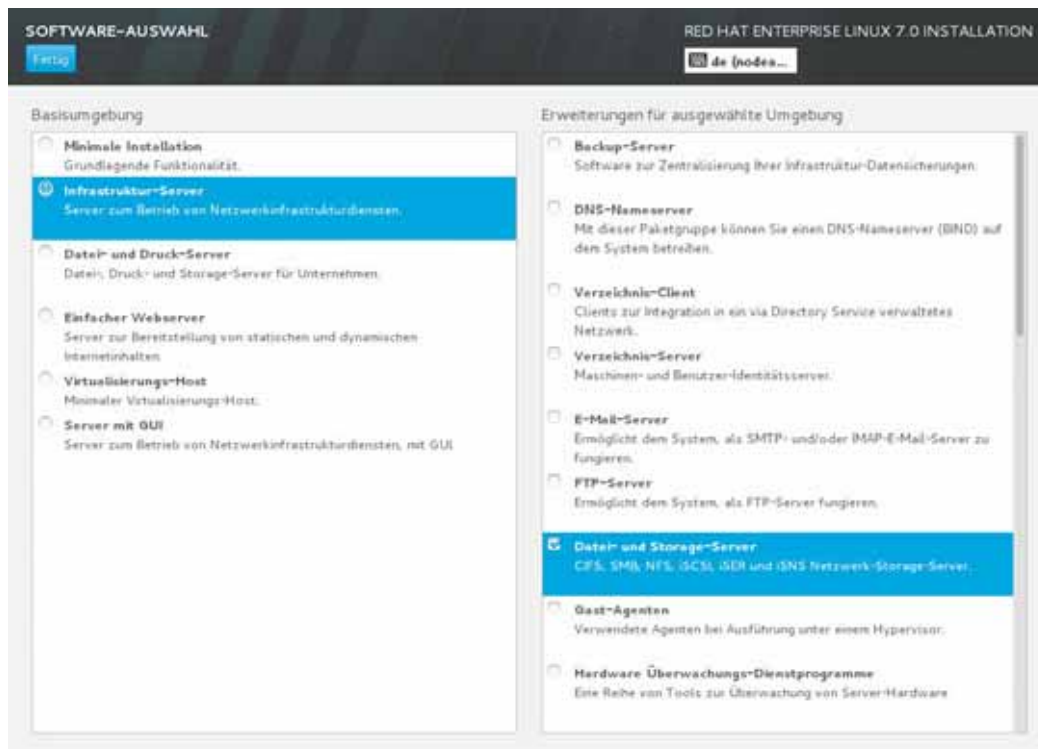 SOFTWARE-AUSWAHL
Fertig
RED HAT ENTERPRISE LINUX 7.0 INSTALLATION
de (nodea...
Basisumgebung
Minimale Installation
Grundlegende Funktionalität.
Infrastruktur-Server
Server zum Betrieb von Netzwerkinfrastrukturdiensten.
Datei- und Druck-Server
Datei-, Druck- und Storage-Server für Unternehmen.
Einfacher Webserver
Server zur Bereitstellung von statischen und dynamischen
Internetinhalten.
Virtualisierungs-Host
Minimaler Virtualisierungs-Host.
Server mit GUI
Server zum Betrieb von Netzwerkinfrastrukturdiensten, mit GUI
Erweiterungen für ausgewählte Umgebung
Backup-Server
Software zur Zentralisierung Ihrer Infrastruktur-Datensicherungen.
DNS-Nameserver
Mit dieser Paketgruppe können Sie einen DNS-Nameserver (BIND) auf
dem System betreiben.
Verzeichnis-Client
Clients zur Integration in ein via Directory Service verwaltetes
Netzwerk.
Verzeichnis-Server
Maschinen- und Benutzer-Identitätsserver.
E-Mail-Server
Ermöglicht dem System, als SMTP- und/oder IMAP-E-Mail-Server zu
fungieren.
FTP-Server
Ermöglicht dem System, als FTP-Server fungieren.
Datei- und Storage-Server
CIFS, SMB, NFS, iSCSI, iSER und iSNS Netzwerk-Storage-Server.
Gast-Agenten
Verwendete Agenten bei Ausführung unter einem Hypervisor.
Hardware Überwachungs-Dienstprogramme
Eine Reihe von Tools zur Überwachung von Server-Hardware